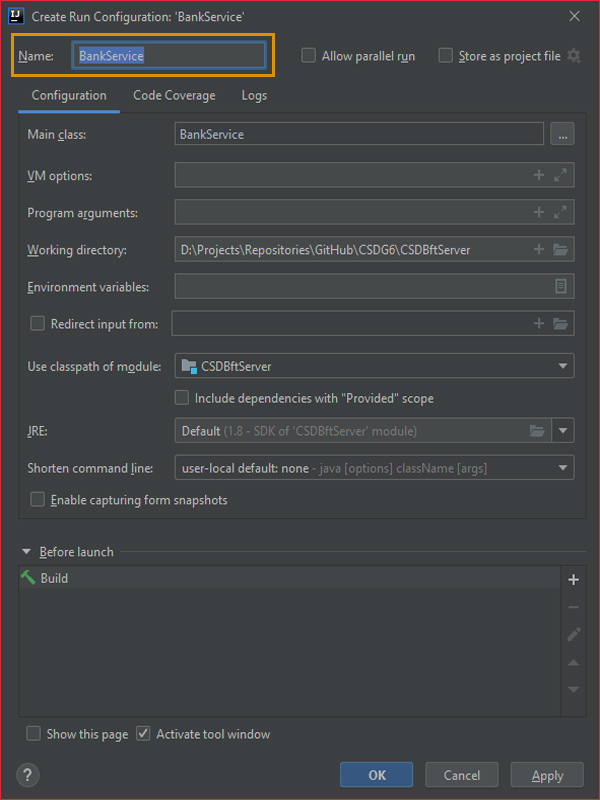 IJ Create Run Configuration: 'BankService'
Name: BankService Allow parallel run Store as project file
Configuration Code Coverage Logs
Main class: BankService ...
VM options:
Program arguments:
Working directory: D:\Projects\Repositories\GitHub\CSDG6\CSDBftServer
Environment variables:
Redirect input from:
Use classpath of module: CSDBftServer
Include dependencies with "Provided" scope
JRE: Default (1.8 - SDK of 'CSDBftServer' module)
Shorten command line: user-local default: none - java [options] className [args]
Enable capturing form snapshots
Before launch
Build
Show this page Activate tool window
? OK Cancel Apply